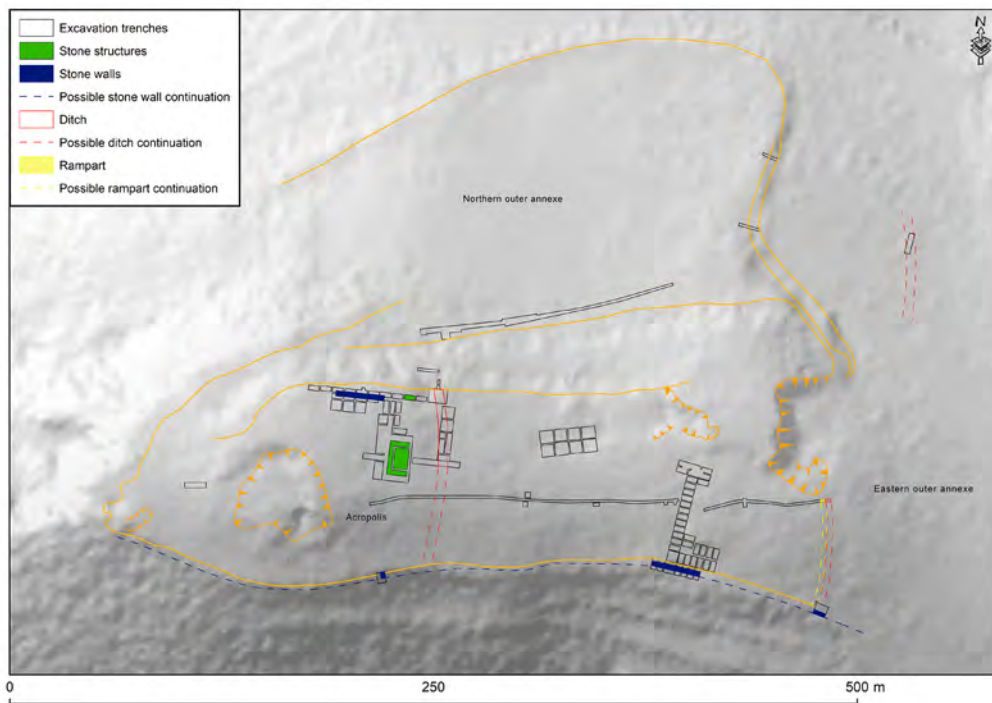 Excavation trenches
Stone structures
Stone walls
Possible stone wall continuation
Ditch
Possible ditch continuation
Rampart
Possible rampart continuation
N
Northern outer annexe
Eastern outer annexe
Acropolis
0 250 500 m